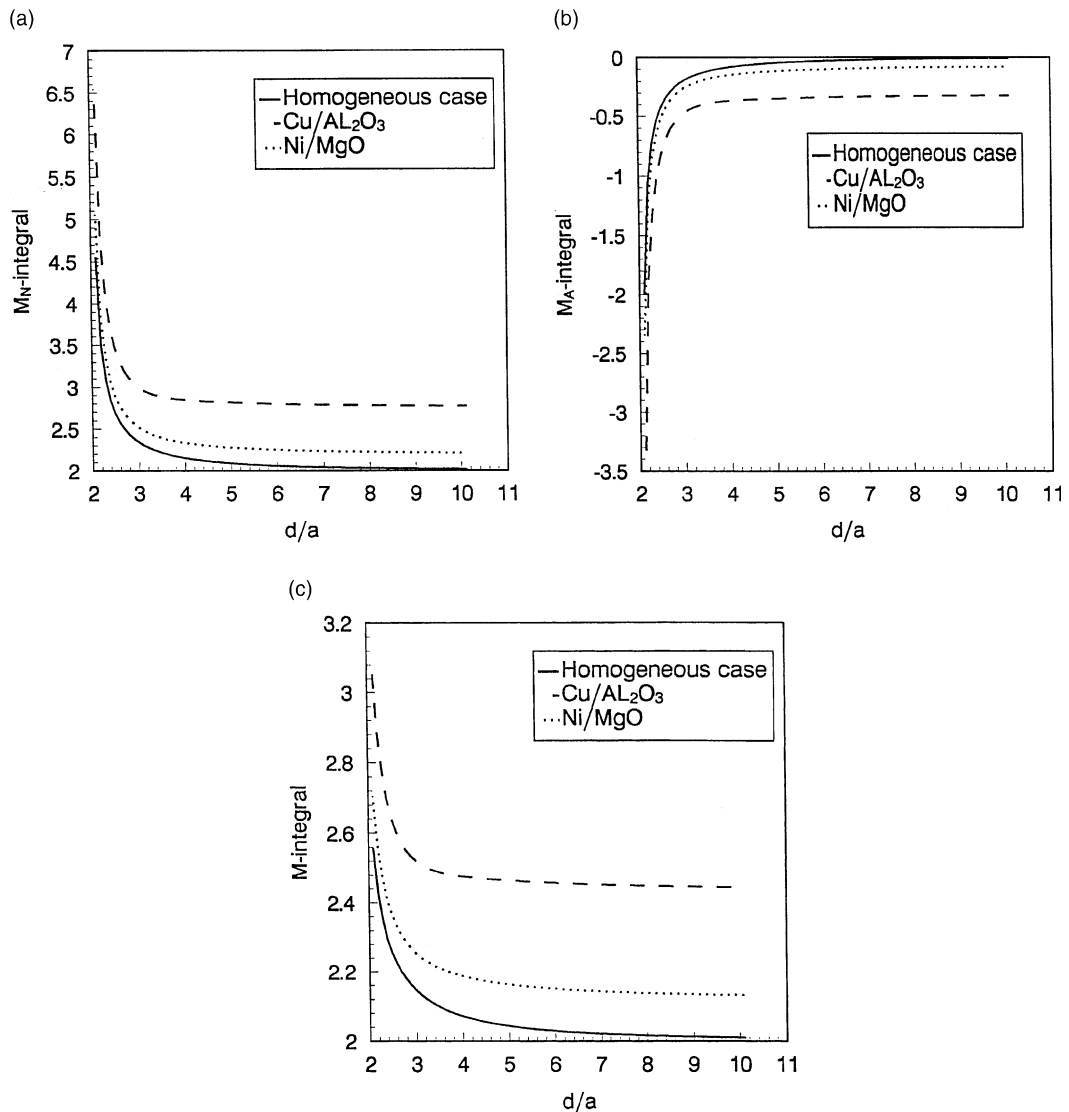 (a)
7
6.5
6
5.5
5
4.5
4
3.5
3
2.5
2
M_N-integral
2 3 4 5 6 7 8 9 10 11
d/a
Homogeneous case
Cu/AL₂O₃
Ni/MgO
(b)
0
-0.5
-1
-1.5
-2
-2.5
-3
-3.5
M_A-integral
2 3 4 5 6 7 8 9 10 11
d/a
Homogeneous case
Cu/AL₂O₃
Ni/MgO
(c)
3.2
3
2.8
2.6
2.4
2.2
2
M-integral
2 3 4 5 6 7 8 9 10 11
d/a
Homogeneous case
Cu/AL₂O₃
Ni/MgO